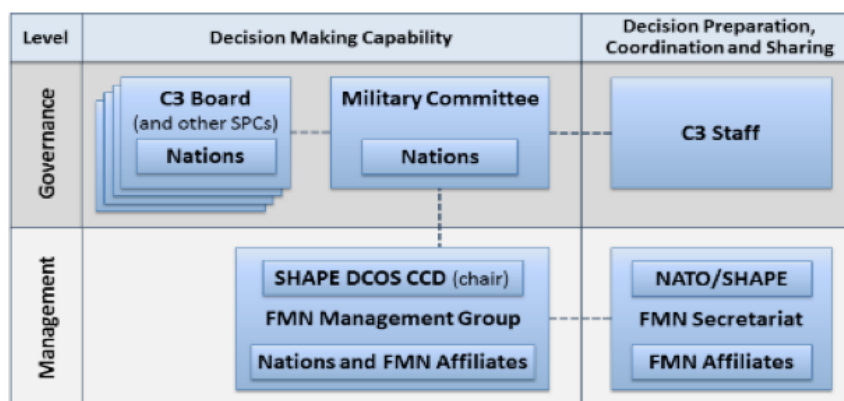 Level
Decision Making Capability
Decision Preparation,
Coordination and Sharing
Governance
C3 Board
(and other SPCs)
Nations
Military Committee
Nations
C3 Staff
Management
SHAPE DCOS CCD (chair)
FMN Management Group
Nations and FMN Affiliates
NATO/SHAPE
FMN Secretariat
FMN Affiliates